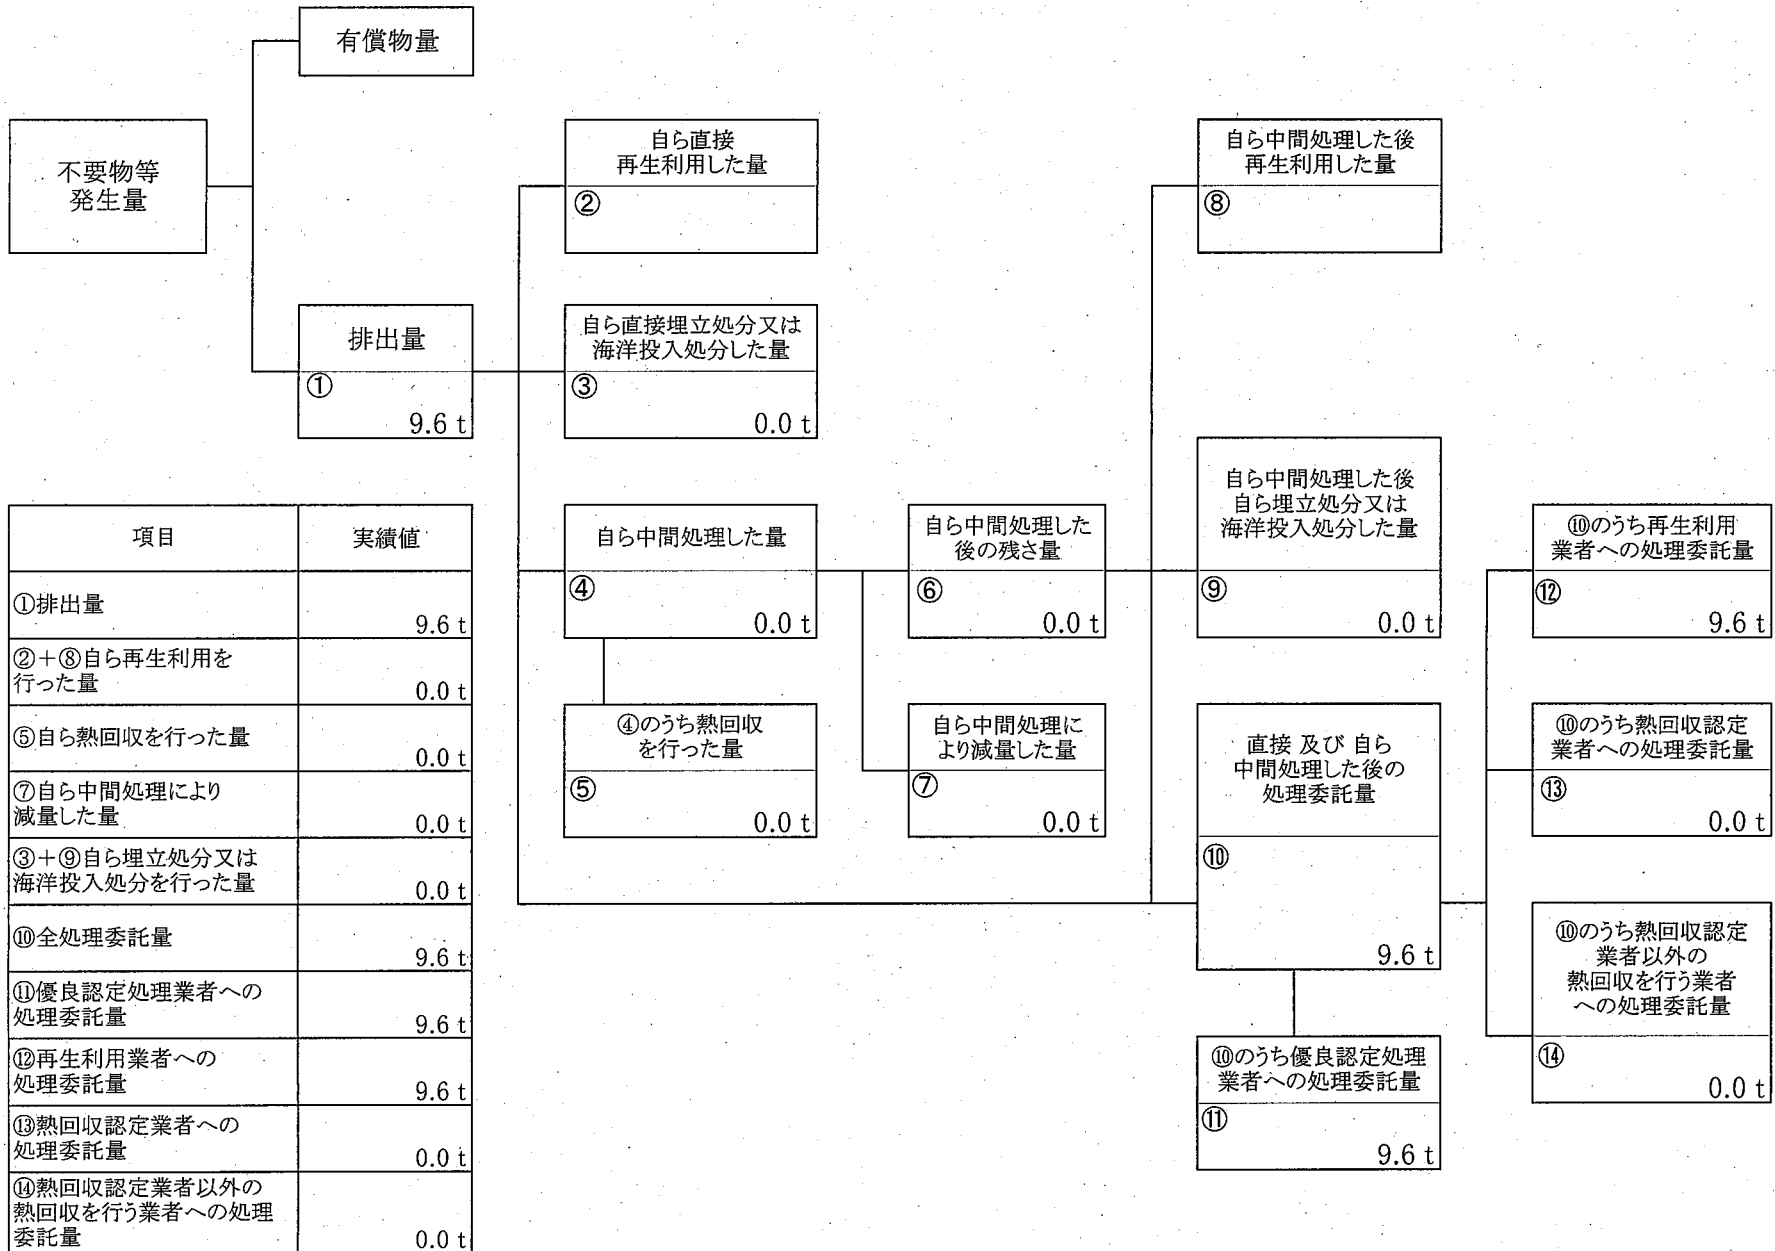 有償物量
不要物等
発生量
自ら直接
再生利用した量
②
自ら中間処理した後
再生利用した量
⑧
排出量
①
9.6 t
自ら直接埋立処分又は
海洋投入処分した量
③
0.0 t
自ら中間処理した量
④
0.0 t
自ら中間処理した
後の残さ量
⑥
0.0 t
自ら中間処理した後
自ら埋立処分又は
海洋投入処分した量
⑨
0.0 t
⑩のうち再生利用
業者への処理委託量
⑫
9.6 t
④のうち熱回収
を行った量
⑤
0.0 t
自ら中間処理に
より減量した量
⑦
0.0 t
直接 及び 自ら
中間処理した後の
処理委託量
⑩
9.6 t
⑩のうち熱回収認定
業者への処理委託量
⑬
0.0 t
⑩のうち熱回収認定
業者以外の
熱回収を行う業者
への処理委託量
⑭
0.0 t
⑩のうち優良認定処理
業者への処理委託量
⑪
9.6 t
項目 実績値
①排出量
9.6 t
②+⑧自ら再生利用を
行った量
0.0 t
⑤自ら熱回収を行った量
0.0 t
⑦自ら中間処理により
減量した量
0.0 t
③+⑨自ら埋立処分又は
海洋投入処分を行った量
0.0 t
⑩全処理委託量
9.6 t
⑪優良認定処理業者への
処理委託量
9.6 t
⑫再生利用業者への
処理委託量
9.6 t
⑬熱回収認定業者への
処理委託量
0.0 t
⑭熱回収認定業者以外の
熱回収を行う業者への処理
委託量
0.0 t